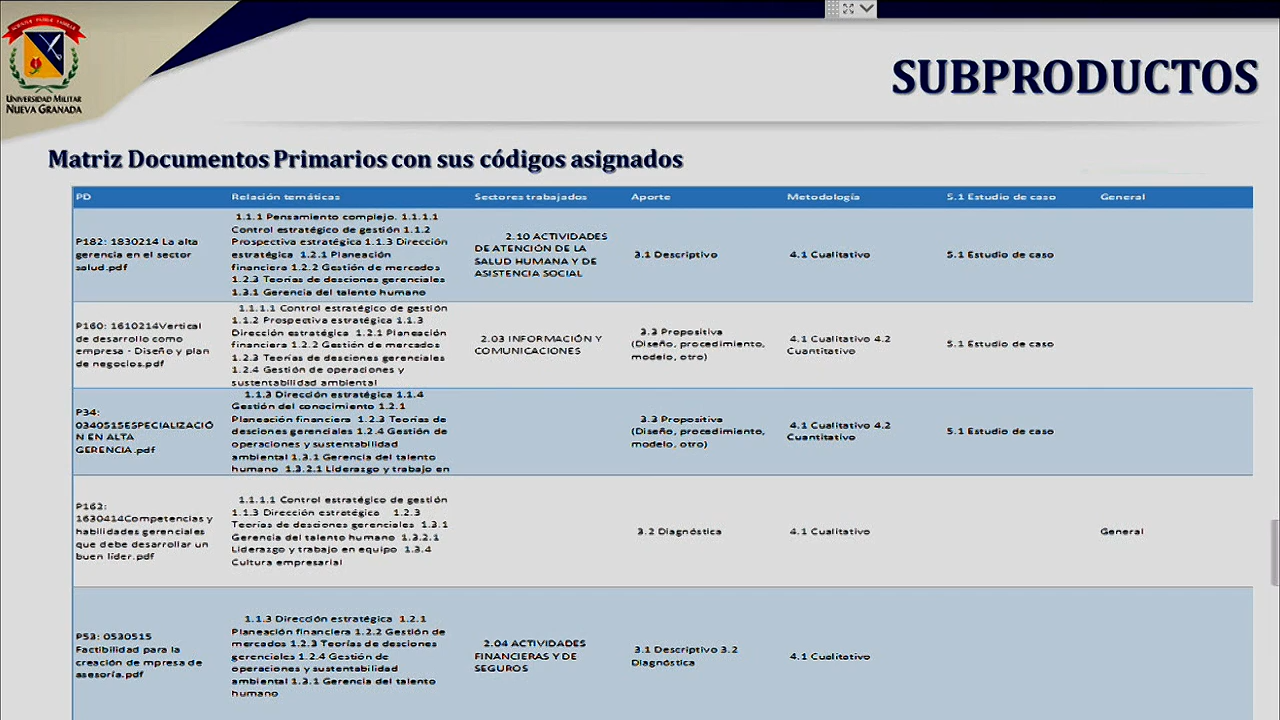 UNIVERSIDAD MILITAR
NUEVA GRANADA
SUBPRODUCTOS
Matriz Documentos Primarios con sus códigos asignados
PD
Relación temáticas
Sectores trabajados
Aporte
Metodología
5.1 Estudio de caso
General
P182: 1830214 La alta
gerencia en el sector
salud.pdf
1.1.1 Pensamiento complejo. 1.1.1.1
Control estratégico de gestión 1.1.2
Prospectiva estratégica 1.1.3 Dirección
estratégica 1.2.1 Planeación
financiera 1.2.2 Gestión de mercados
1.2.3 Teorías de desciones gerenciales
1.3.1 Gerencia del talento humano
2.10 ACTIVIDADES
DE ATENCIÓN DE LA
SALUD HUMANA Y DE
ASISTENCIA SOCIAL
3.1 Descriptivo
4.1 Cualitativo
5.1 Estudio de caso
P160: 1610214Vertical
de desarrollo como
empresa - Diseño y plan
de negocios.pdf
1.1.1.1 Control estratégico de gestión
1.1.2 Prospectiva estratégica 1.1.3
Dirección estratégica 1.2.1 Planeación
financiera 1.2.2 Gestión de mercados
1.2.3 Teorías de desciones gerenciales
1.2.4 Gestión de operaciones y
sustentabilidad ambiental
2.03 INFORMACIÓN Y
COMUNICACIONES
3.3 Propositiva
(Diseño, procedimiento,
modelo, otro)
4.1 Cualitativo 4.2
Cuantitativo
5.1 Estudio de caso
P34:
0340515ESPECIALIZACIÓ
N EN ALTA
GERENCIA.pdf
1.1.3 Dirección estratégica 1.1.4
Gestión del conocimiento 1.2.1
Planeación financiera 1.2.3 Teorías de
desciones gerenciales 1.2.4 Gestión de
operaciones y sustentabilidad
ambiental 1.3.1 Gerencia del talento
humano 1.3.2.1 Liderazgo y trabajo en
3.3 Propositiva
(Diseño, procedimiento,
modelo, otro)
4.1 Cualitativo 4.2
Cuantitativo
5.1 Estudio de caso
P162:
1630414Competencias y
habilidades gerenciales
que debe desarrollar un
buen líder.pdf
1.1.1.1 Control estratégico de gestión
1.1.3 Dirección estratégica 1.2.3
Teorías de desciones gerenciales 1.3.1
Gerencia del talento humano 1.3.2.1
Liderazgo y trabajo en equipo 1.3.4
Cultura empresarial
3.2 Diagnóstica
4.1 Cualitativo
General
P53: 0530515
Factibilidad para la
creación de mpresa de
asesoría.pdf
1.1.3 Dirección estratégica 1.2.1
Planeación financiera 1.2.2 Gestión de
mercados 1.2.3 Teorías de desciones
gerenciales 1.2.4 Gestión de
operaciones y sustentabilidad
ambiental 1.3.1 Gerencia del talento
humano
2.04 ACTIVIDADES
FINANCIERAS Y DE
SEGUROS
3.1 Descriptivo 3.2
Diagnóstica
4.1 Cualitativo